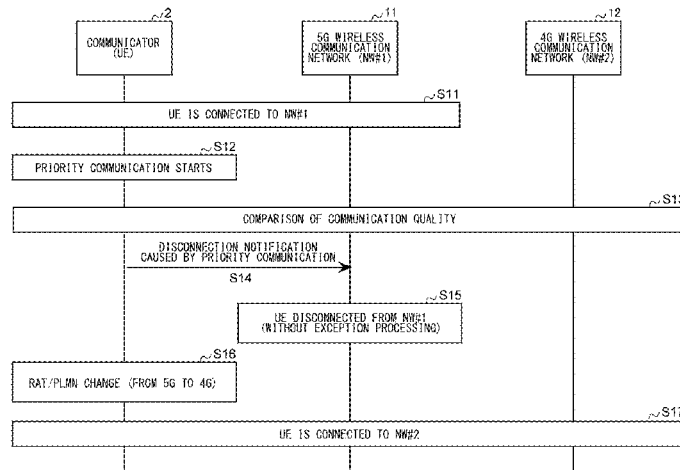 2
11
12
COMMUNICATOR
(UE)
5G WIRELESS
COMMUNICATION
NETWORK (NW#1)
4G WIRELESS
COMMUNICATION
NETWORK (NW#2)
S11
UE IS CONNECTED TO NW#1
S12
PRIORITY COMMUNICATION STARTS
S13
COMPARISON OF COMMUNICATION QUALITY
DISCONNECTION NOTIFICATION
CAUSED BY PRIORITY COMMUNICATION
S14
S15
UE DISCONNECTED FROM NW#1
(WITHOUT EXCEPTION PROCESSING)
S16
RAT/PLMN CHANGE (FROM 5G TO 4G)
S17
UE IS CONNECTED TO NW#2